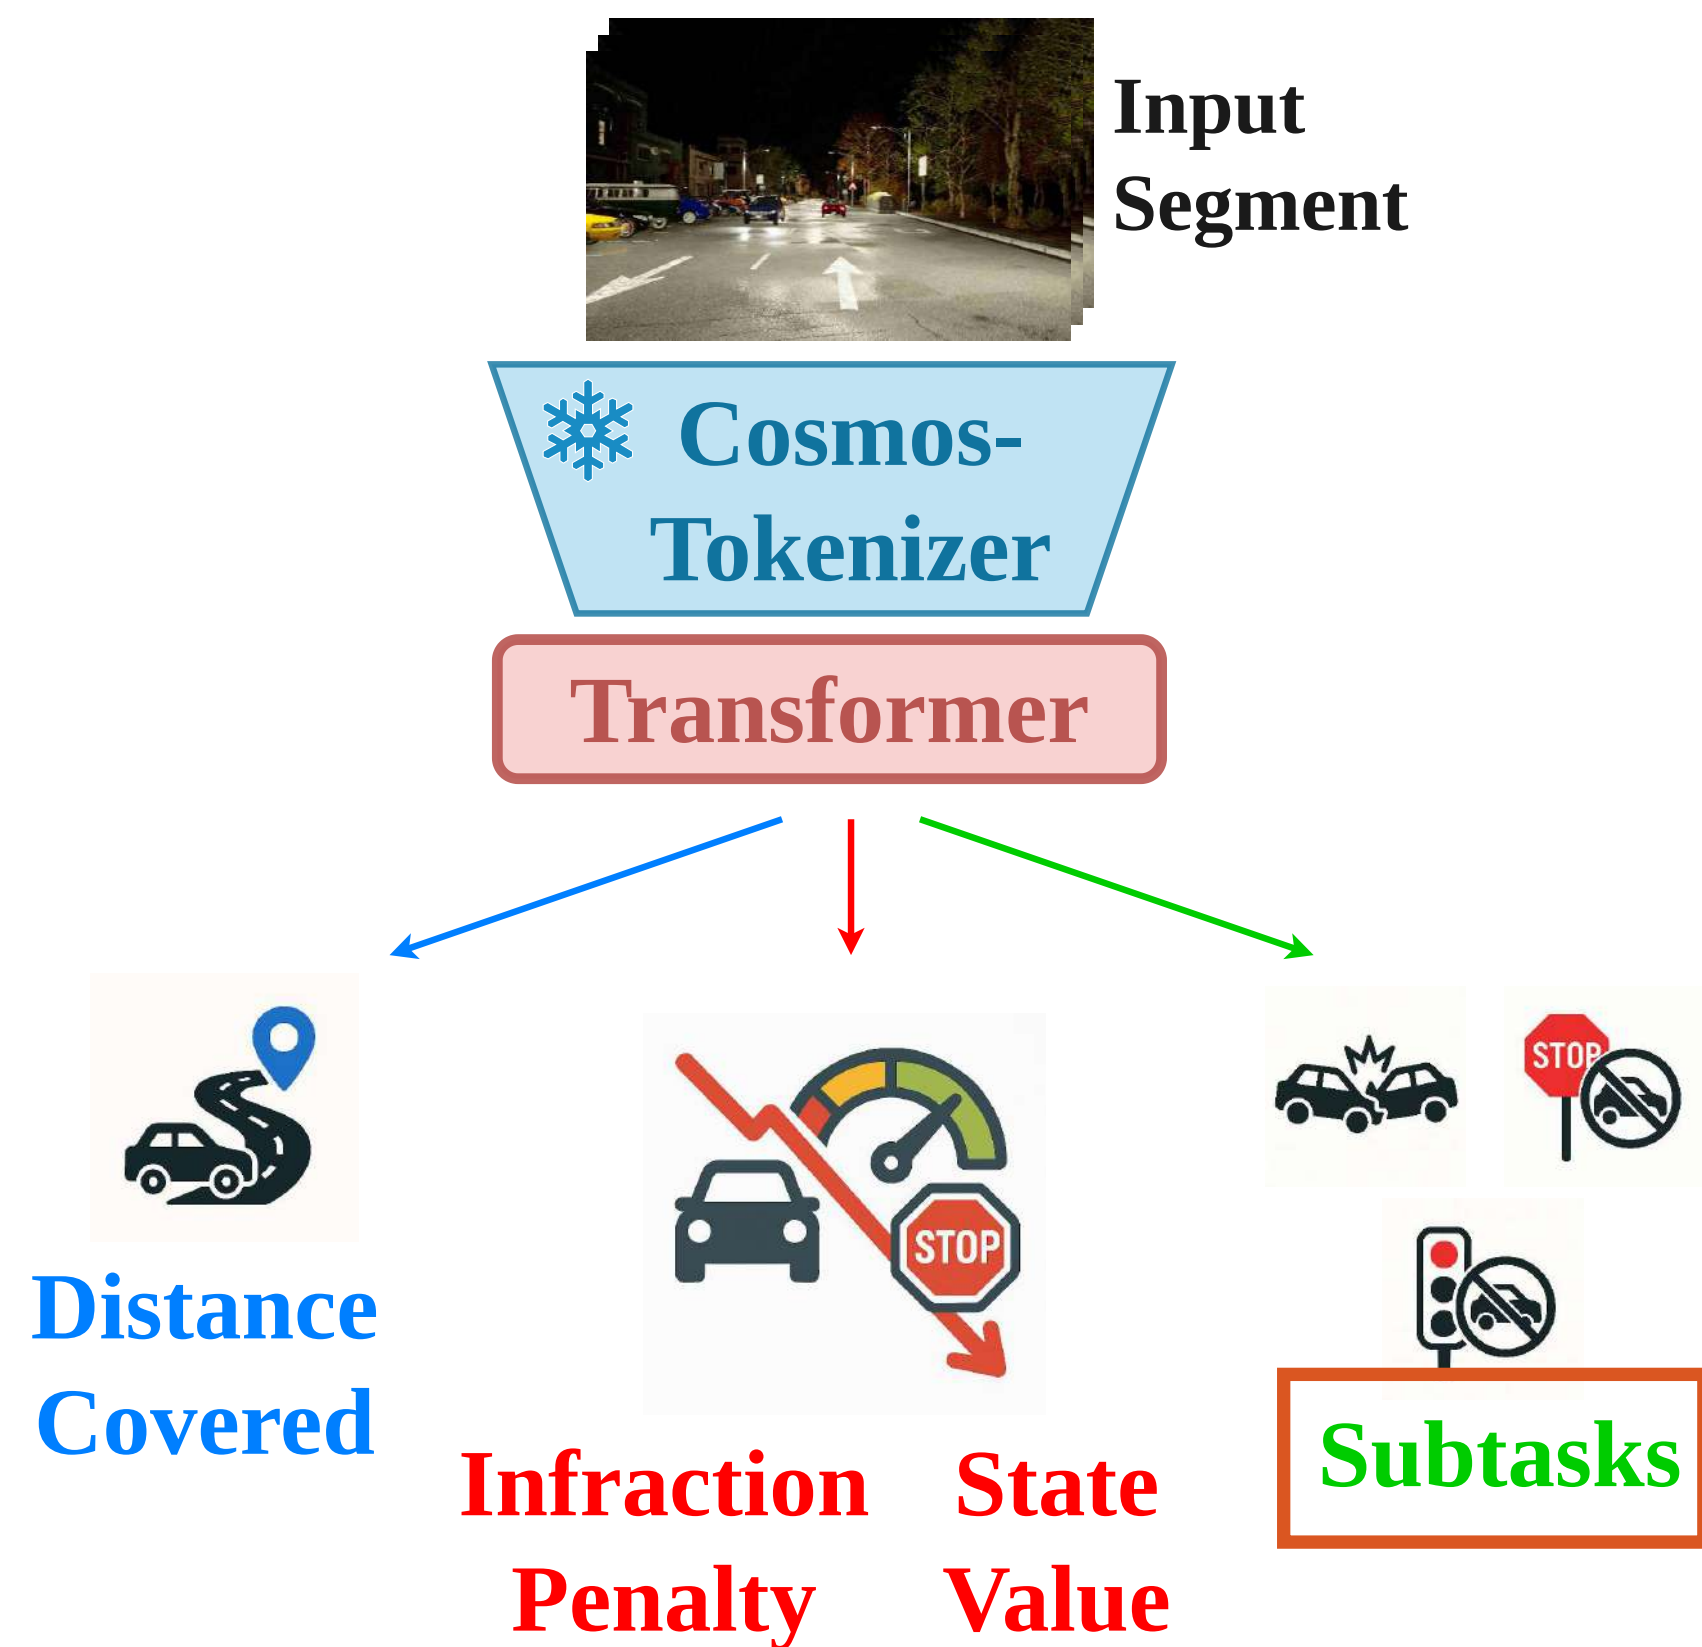 Input
Segment
Cosmos-
Tokenizer
Transformer
STOP
STOP
Distance
Covered
Subtasks
Infraction State
Penalty Value